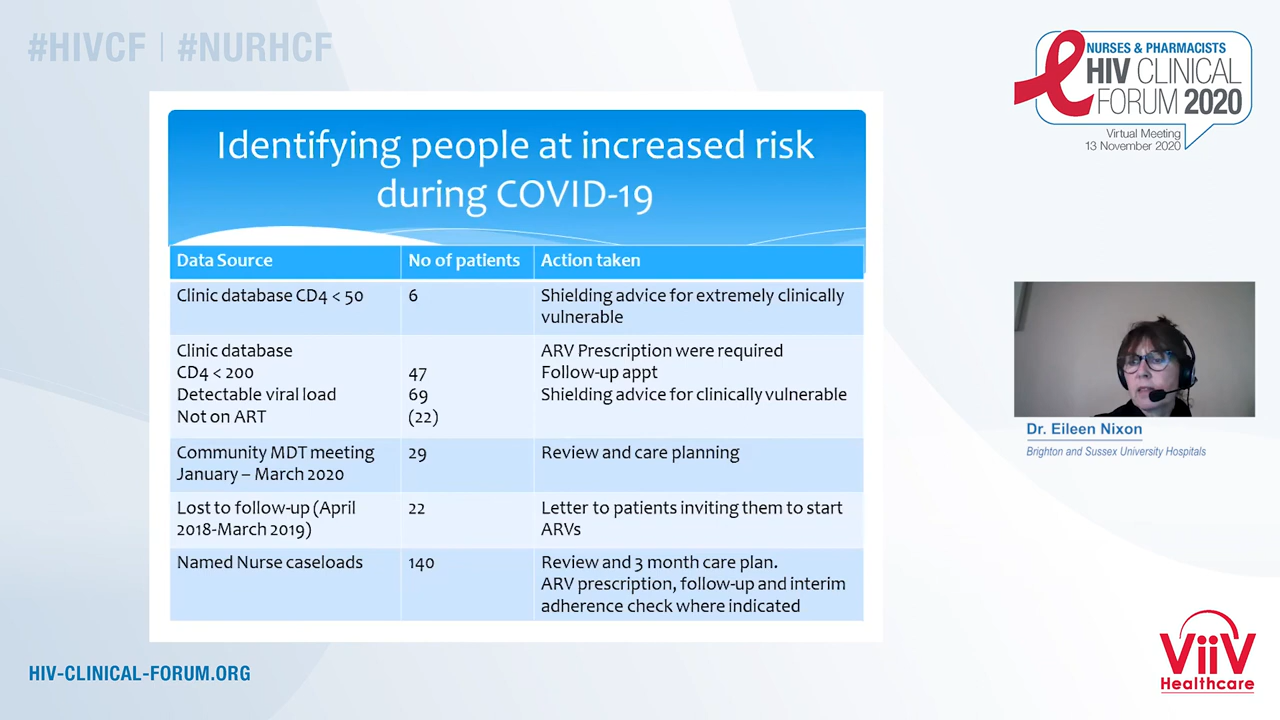 #HIVCF | #NURHCF
NURSES & PHARMACISTS
HIV CLINICAL
FORUM 2020
Virtual Meeting
13 November 2020
Identifying people at increased risk
during COVID-19
Data Source No of patients Action taken
Clinic database CD4 < 50 6 Shielding advice for extremely clinically
vulnerable
Clinic database ARV Prescription were required
CD4 < 200 47 Follow-up appt
Detectable viral load 69 Shielding advice for clinically vulnerable
Not on ART (22)
Community MDT meeting 29 Review and care planning
January – March 2020
Lost to follow-up (April 22 Letter to patients inviting them to start
2018-March 2019) ARVs
Named Nurse caseloads 140 Review and 3 month care plan.
ARV prescription, follow-up and interim
adherence check where indicated
Dr. Eileen Nixon
Brighton and Sussex University Hospitals
HIV-CLINICAL-FORUM.ORG
ViiV
Healthcare